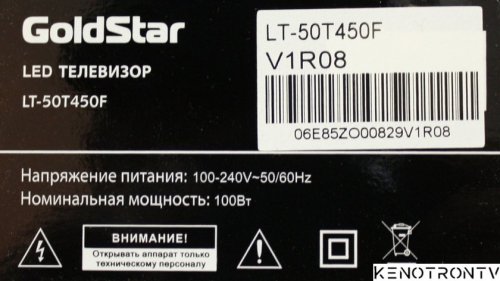 GoldStar
LED ТЕЛЕВИЗОР
LT-50T450F
LT-50T450F
V1R08
06E85ZO00829V1R08
Напряжение питания: 100-240V~50/60Hz
Номинальная мощность: 100Вт
ВНИМАНИЕ!
Открывать аппарат только
техническому персоналу
KENOTRONTV